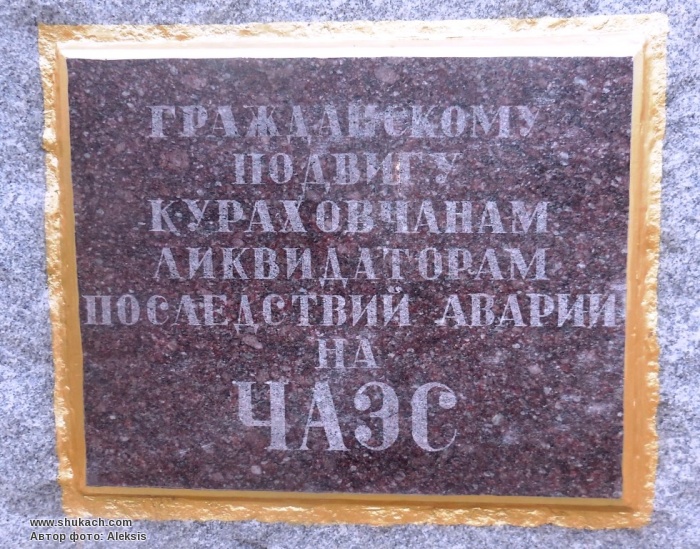 ГРАЖДАНСКОМУ
ПОДВИГУ
КУРАХОВЧАНАМ
ЛИКВИДАТОРАМ
ПОСЛЕДСТВИЙ АВАРИИ
НА
ЧАЭС
www.shukach.com
Автор фото: Aleksis